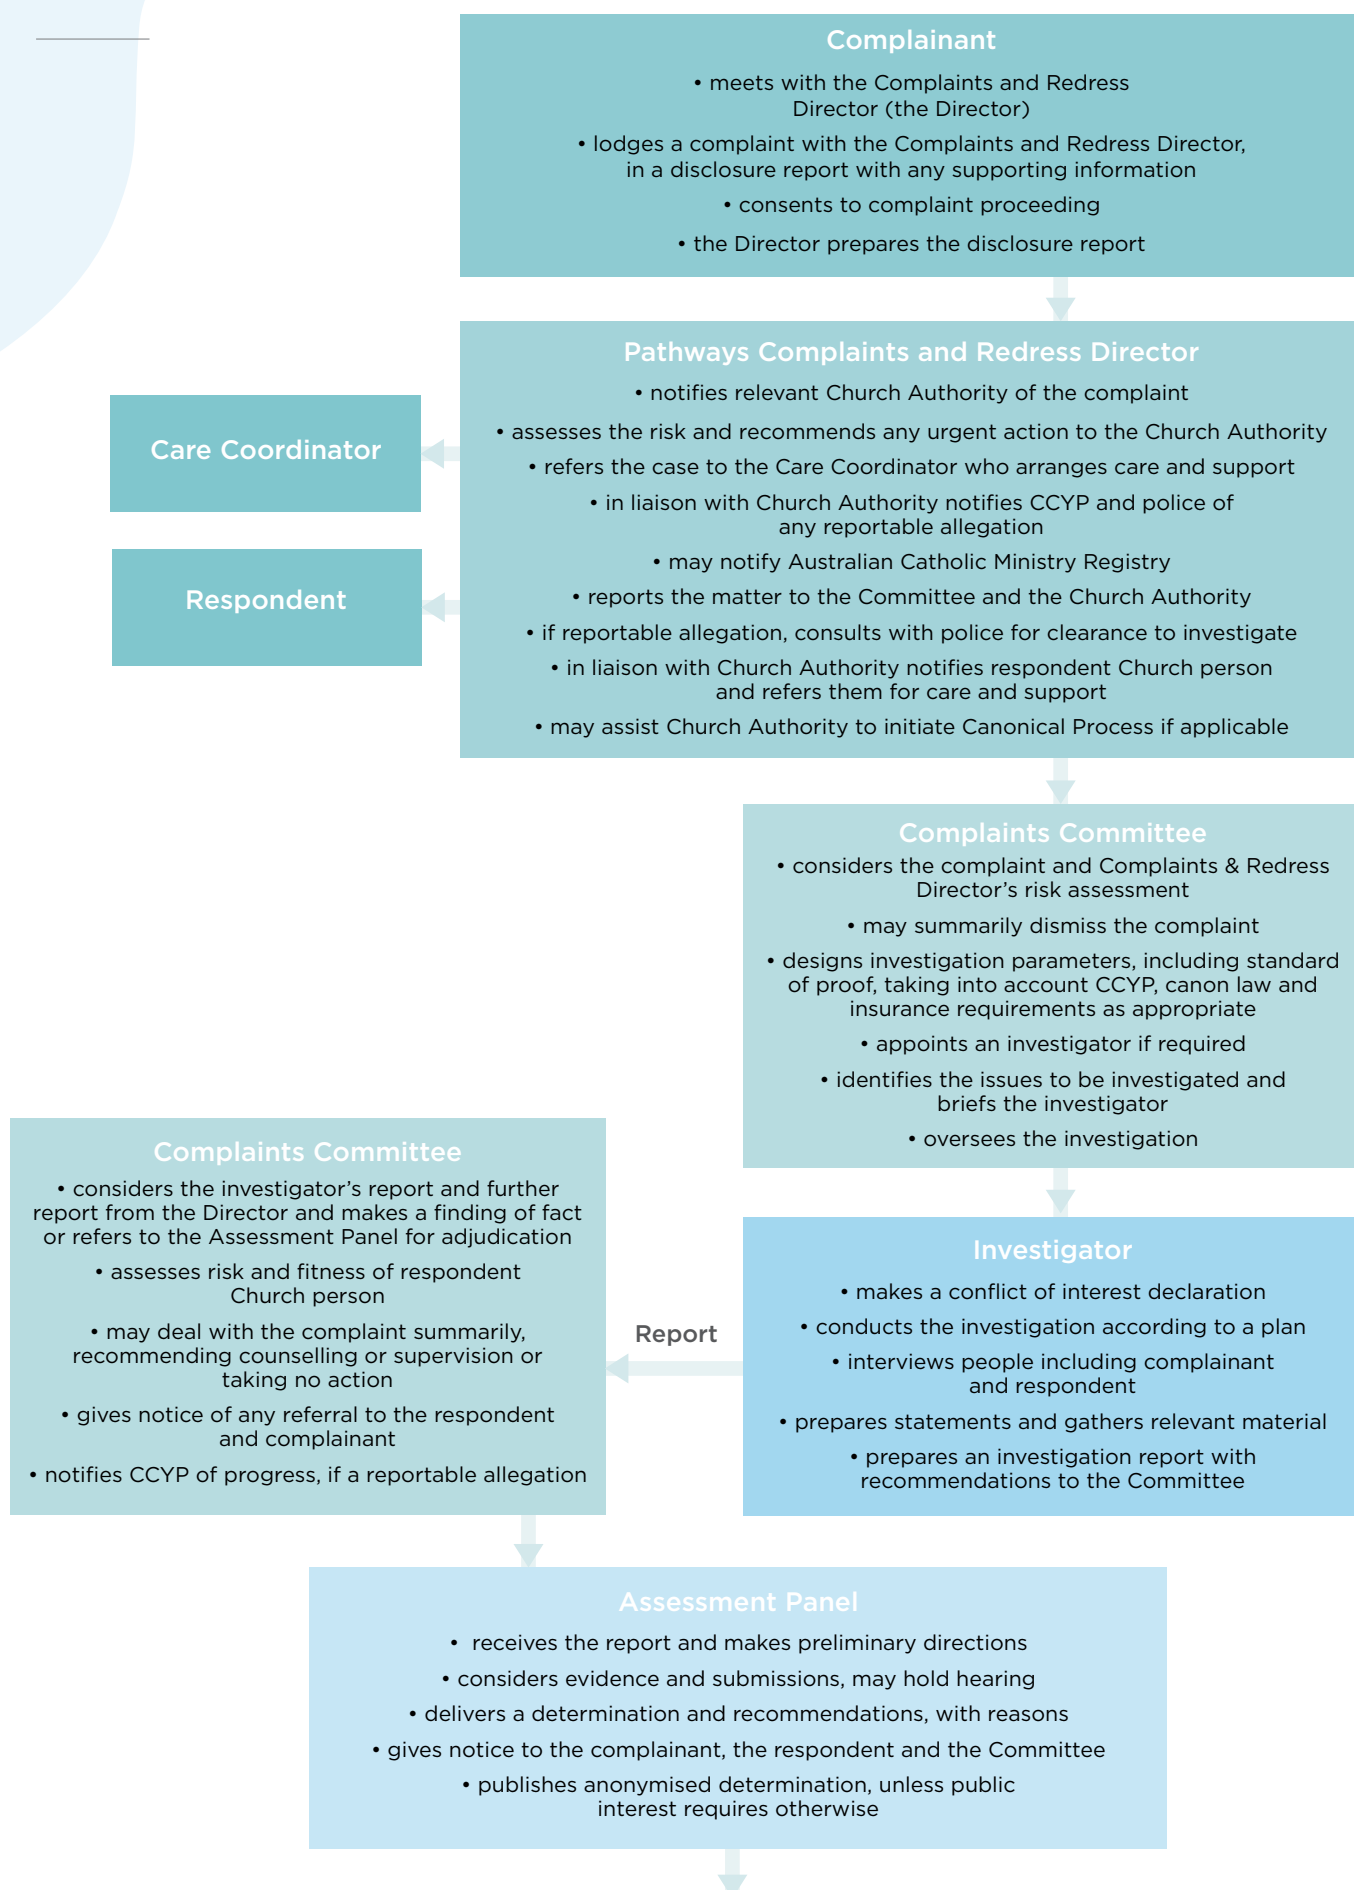 Complainant
• meets with the Complaints and Redress
Director (the Director)
• lodges a complaint with the Complaints and Redress Director,
in a disclosure report with any supporting information
• consents to complaint proceeding
• the Director prepares the disclosure report
Pathways Complaints and Redress Director
• notifies relevant Church Authority of the complaint
• assesses the risk and recommends any urgent action to the Church Authority
• refers the case to the Care Coordinator who arranges care and support
• in liaison with Church Authority notifies CCYP and police of
any reportable allegation
• may notify Australian Catholic Ministry Registry
• reports the matter to the Committee and the Church Authority
• if reportable allegation, consults with police for clearance to investigate
• in liaison with Church Authority notifies respondent Church person
and refers them for care and support
• may assist Church Authority to initiate Canonical Process if applicable
Care Coordinator
Respondent
Complaints Committee
• considers the complaint and Complaints & Redress
Director’s risk assessment
• may summarily dismiss the complaint
• designs investigation parameters, including standard
of proof, taking into account CCYP, canon law and
insurance requirements as appropriate
• appoints an investigator if required
• identifies the issues to be investigated and
briefs the investigator
• oversees the investigation
Investigator
• makes a conflict of interest declaration
• conducts the investigation according to a plan
• interviews people including complainant
and respondent
• prepares statements and gathers relevant material
• prepares an investigation report with
recommendations to the Committee
Report
Complaints Committee
• considers the investigator’s report and further
report from the Director and makes a finding of fact
or refers to the Assessment Panel for adjudication
• assesses risk and fitness of respondent
Church person
• may deal with the complaint summarily,
recommending counselling or supervision or
taking no action
• gives notice of any referral to the respondent
and complainant
• notifies CCYP of progress, if a reportable allegation
Assessment Panel
• receives the report and makes preliminary directions
• considers evidence and submissions, may hold hearing
• delivers a determination and recommendations, with reasons
• gives notice to the complainant, the respondent and the Committee
• publishes anonymised determination, unless public
interest requires otherwise